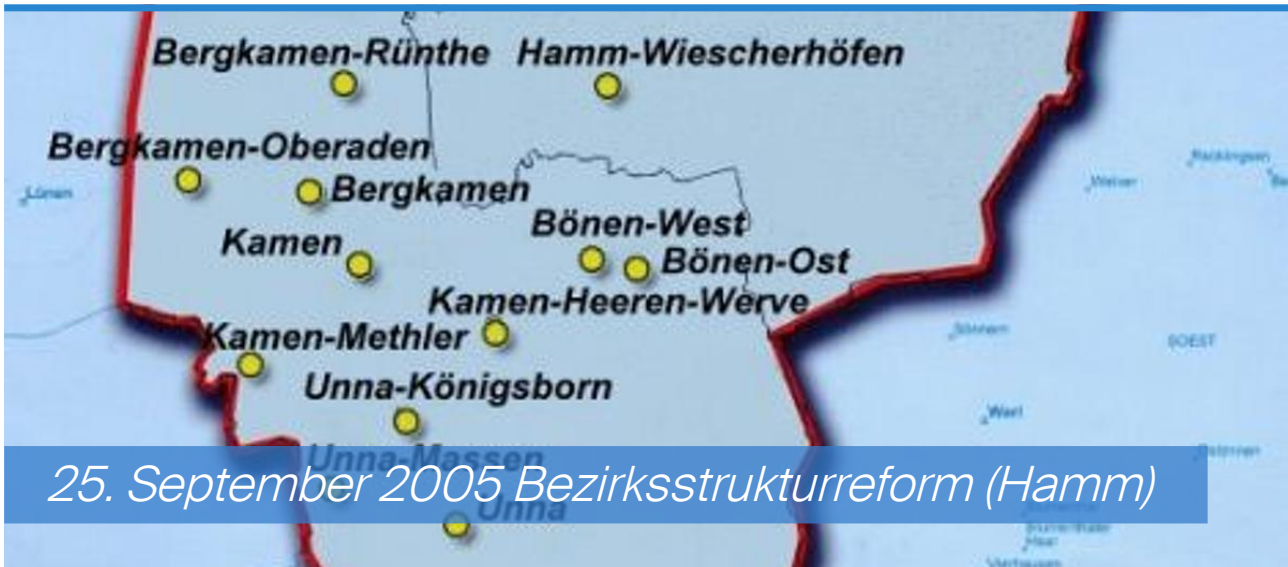 Bergkamen-Rünthe Hamm-Wiescherhöfen
Bergkamen-Oberaden
Lünen
Bergkamen
Kamen
Bönen-West
Bönen-Ost
Kamen-Heeren-Werve
Kamen-Methler
SOEST
Unna-Königsborn
Werl
Unna-Massen
25. September 2005 Bezirksstrukturreform (Hamm)
Unna